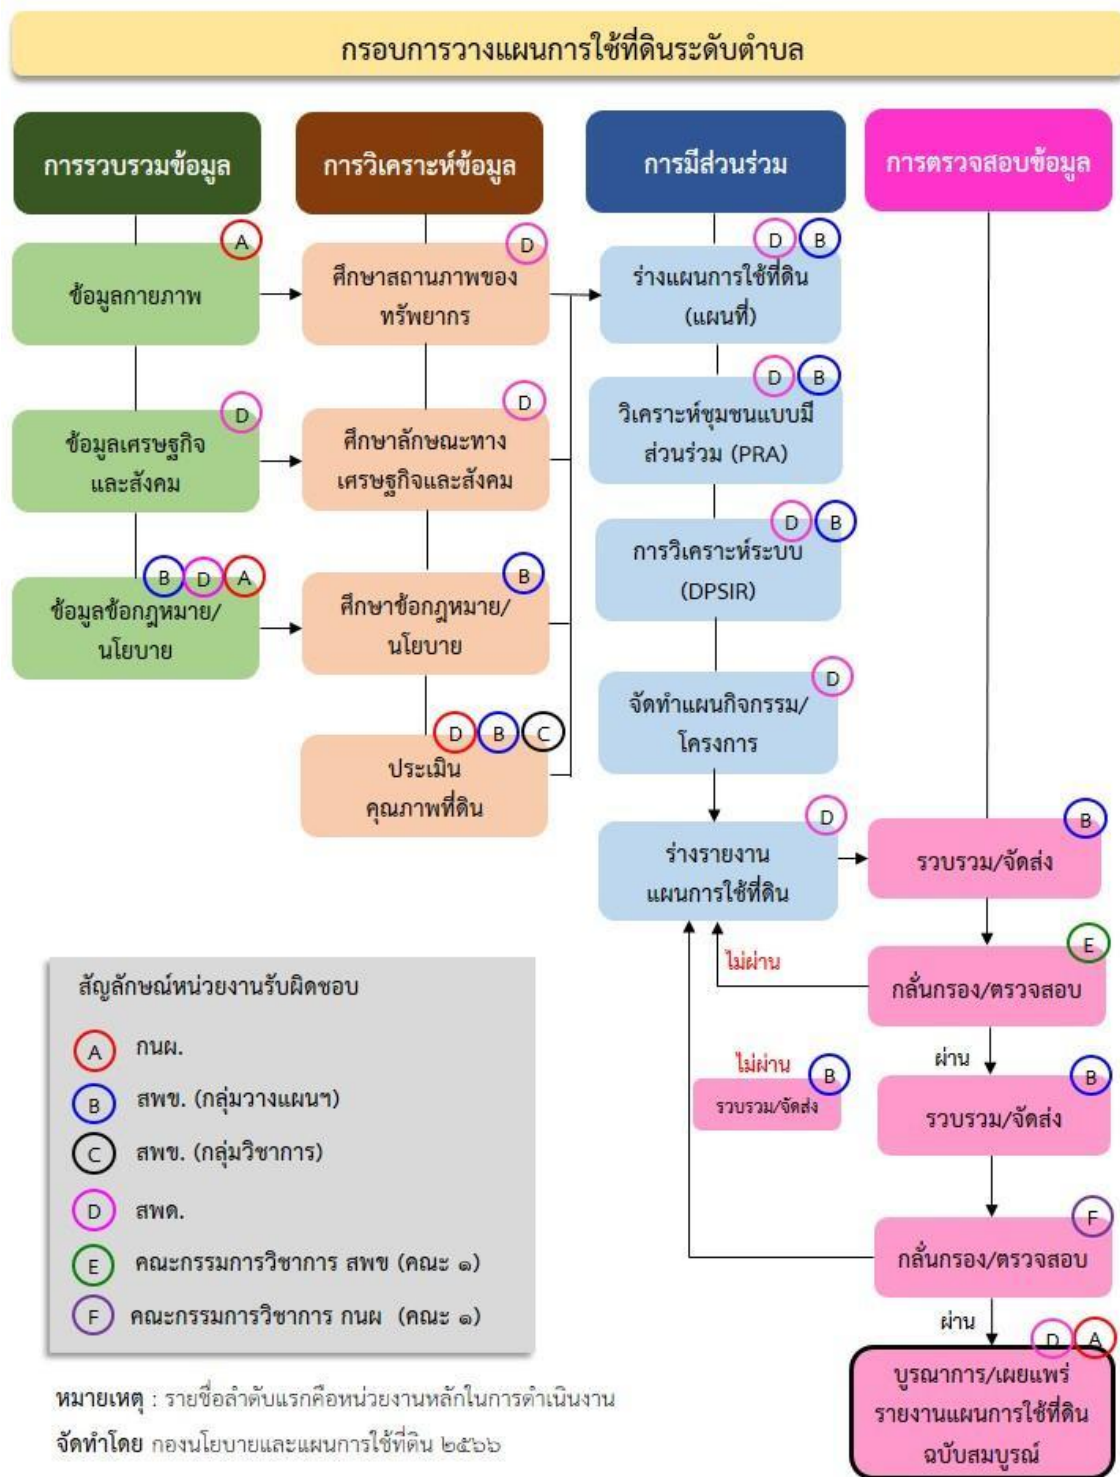 กรอบการวางแผนการใช้ที่ดินระดับตำบล
การรวบรวมข้อมูล
การวิเคราะห์ข้อมูล
การมีส่วนร่วม
การตรวจสอบข้อมูล
A
ข้อมูลกายภาพ
D
ศึกษาสถานภาพของ
ทรัพยากร
D B
ร่างแผนการใช้ที่ดิน
(แผนที่)
D
ข้อมูลเศรษฐกิจ
และสังคม
D
ศึกษาลักษณะทาง
เศรษฐกิจและสังคม
D B
วิเคราะห์ชุมชนแบบมี
ส่วนร่วม (PRA)
D B
การวิเคราะห์ระบบ
(DPSIR)
B D A
ข้อมูลข้อกฎหมาย/
นโยบาย
B
ศึกษาข้อกฎหมาย/
นโยบาย
D
จัดทำแผนกิจกรรม/
โครงการ
D B C
ประเมิน
คุณภาพที่ดิน
D
ร่างรายงาน
แผนการใช้ที่ดิน
B
รวบรวม/จัดส่ง
E
กลั่นกรอง/ตรวจสอบ
ไม่ผ่าน
ผ่าน
B
รวบรวม/จัดส่ง
ไม่ผ่าน
B
รวบรวม/จัดส่ง
F
กลั่นกรอง/ตรวจสอบ
ผ่าน
D A
บูรณาการ/เผยแพร่
รายงานแผนการใช้ที่ดิน
ฉบับสมบูรณ์
สัญลักษณ์หน่วยงานรับผิดชอบ
A กนผ.
B สพข. (กลุ่มวางแผนฯ)
C สพข. (กลุ่มวิชาการ)
D สพด.
E คณะกรรมการวิชาการ สพข (คณะ ๑)
F คณะกรรมการวิชาการ กนผ (คณะ ๑)
หมายเหตุ : รายชื่อลำดับแรกคือหน่วยงานหลักในการดำเนินงาน
จัดทำโดย กองนโยบายและแผนการใช้ที่ดิน ๒๕๖๖